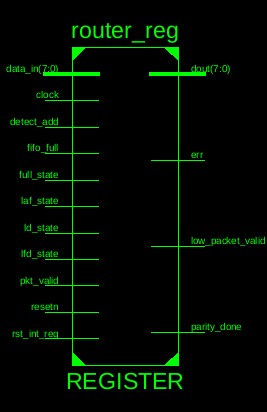 router_reg
data_in(7:0)
dout(7:0)
clock
detect_add
fifo_full
err
full_state
laf_state
ld_state
low_packet_valid
lfd_state
pkt_valid
resetn
parity_done
rst_int_reg
REGISTER